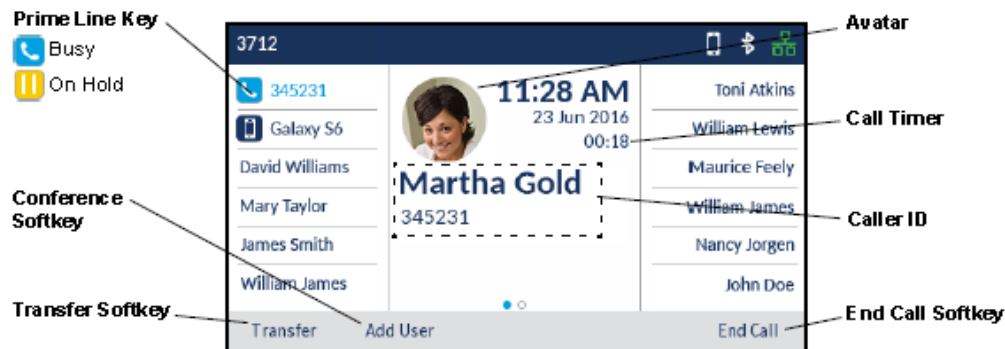 Prime Line Key
Busy
On Hold
Conference
Softkey
Transfer Softkey
3712
345231
Galaxy S6
David Williams
Mary Taylor
James Smith
William James
11:28 AM
23 Jun 2016
00:18
Martha Gold
345231
Toni Atkins
William Lewis
Maurice Feely
William James
Nancy Jorgen
John Doe
Transfer
Add User
End Call
Avatar
Call Timer
Caller ID
End Call Softkey